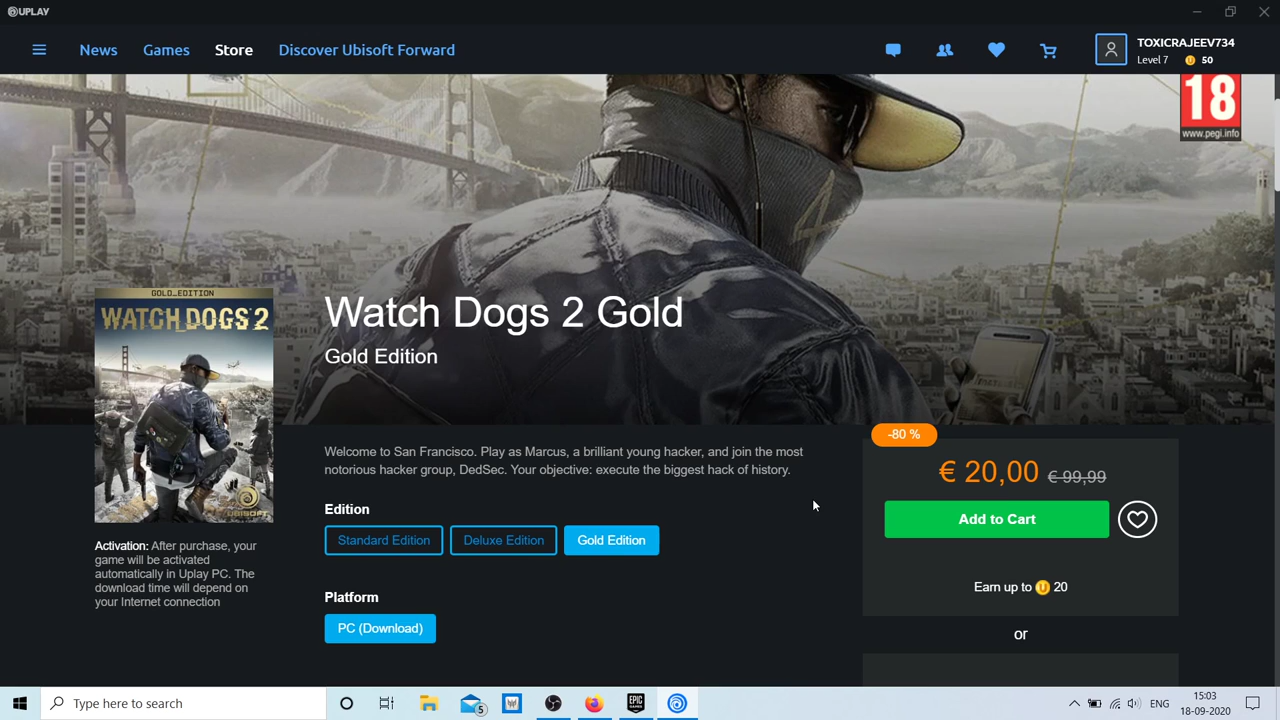 UPLAY
News Games Store Discover Ubisoft Forward
TOXICRAJEEV734
Level 7 50
18
www.pegi.info
GOLD_EDITION
WATCH_DOGS 2
UBISOFT
Watch Dogs 2 Gold
Gold Edition
Welcome to San Francisco. Play as Marcus, a brilliant young hacker, and join the most
notorious hacker group, DedSec. Your objective: execute the biggest hack of history.
Edition
Standard Edition Deluxe Edition Gold Edition
Platform
PC (Download)
Activation: After purchase, your
game will be activated
automatically in Uplay PC. The
download time will depend on
your Internet connection
-80 %
€ 20,00 € 99,99
Add to Cart
Earn up to 20
or
Type here to search
5
EPIC
GAMES
ENG
15:03
18-09-2020